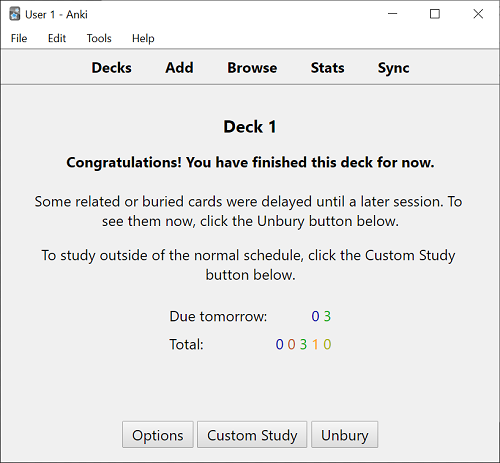 User 1 - Anki
File Edit Tools Help
Decks Add Browse Stats Sync
Deck 1
Congratulations! You have finished this deck for now.
Some related or buried cards were delayed until a later session. To
see them now, click the Unbury button below.
To study outside of the normal schedule, click the Custom Study
button below.
Due tomorrow: 0 3
Total: 0 0 3 1 0
Options Custom Study Unbury